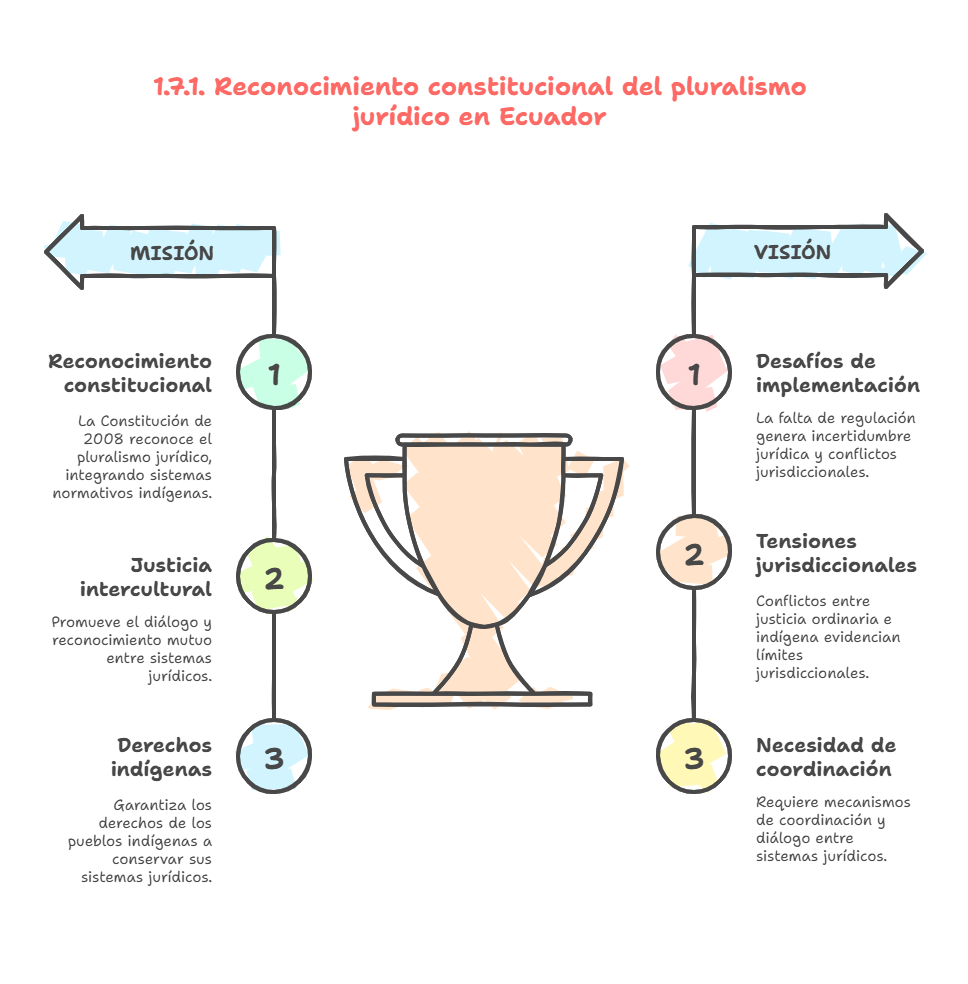 1.7.1. Reconocimiento constitucional del pluralismo
jurídico en Ecuador
MISIÓN
1
Reconocimiento
constitucional
La Constitución de
2008 reconoce el
pluralismo jurídico,
integrando sistemas
normativos indígenas.
2
Justicia
intercultural
Promueve el diálogo y
reconocimiento mutuo
entre sistemas
jurídicos.
3
Derechos
indígenas
Garantiza los
derechos de los
pueblos indígenas a
conservar sus
sistemas jurídicos.
VISIÓN
1
Desafíos de
implementación
La falta de regulación
genera incertidumbre
jurídica y conflictos
jurisdiccionales.
2
Tensiones
jurisdiccionales
Conflictos entre
justicia ordinaria e
indígena evidencian
límites
jurisdiccionales.
3
Necesidad de
coordinación
Requiere mecanismos
de coordinación y
diálogo entre
sistemas jurídicos.